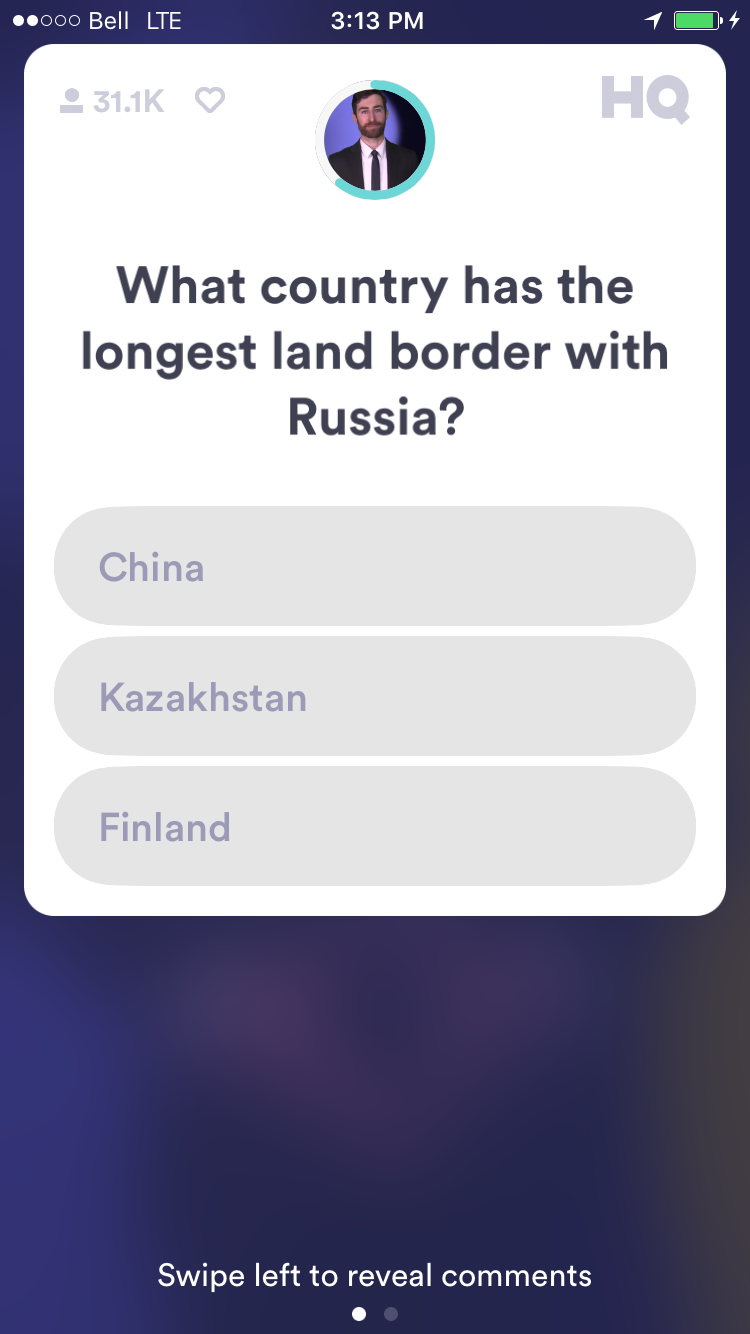 Bell LTE 3:13 PM
31.1K HQ
What country has the
longest land border with
Russia?
China
Kazakhstan
Finland
Swipe left to reveal comments